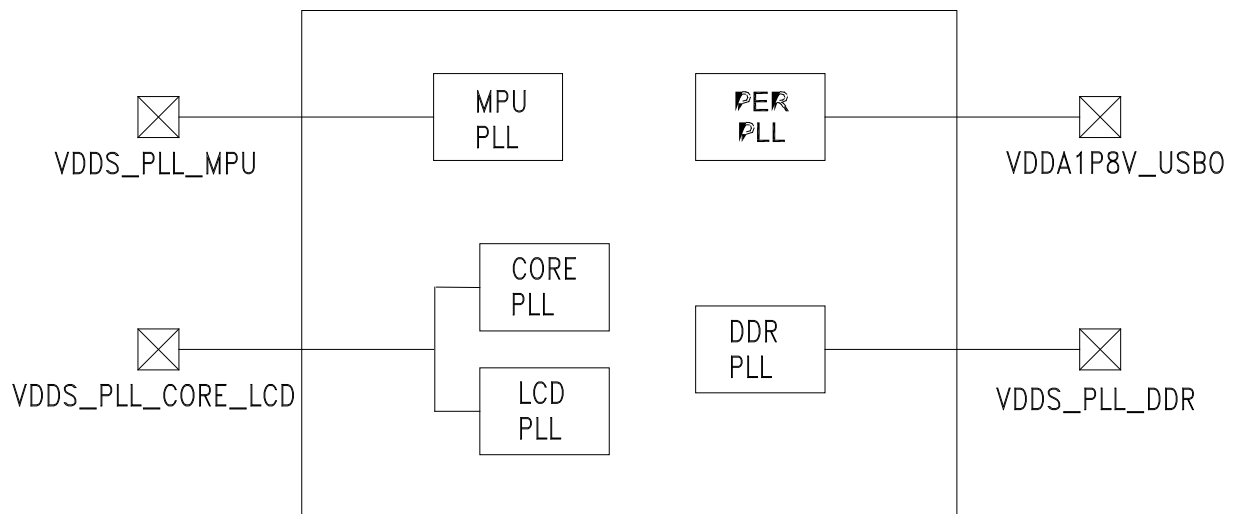 MPU
PLL
PER
PLL
VDDS_PLL_MPU
VDDA1P8V_USB0
CORE
PLL
DDR
PLL
LCD
PLL
VDDS_PLL_CORE_LCD
VDDS_PLL_DDR